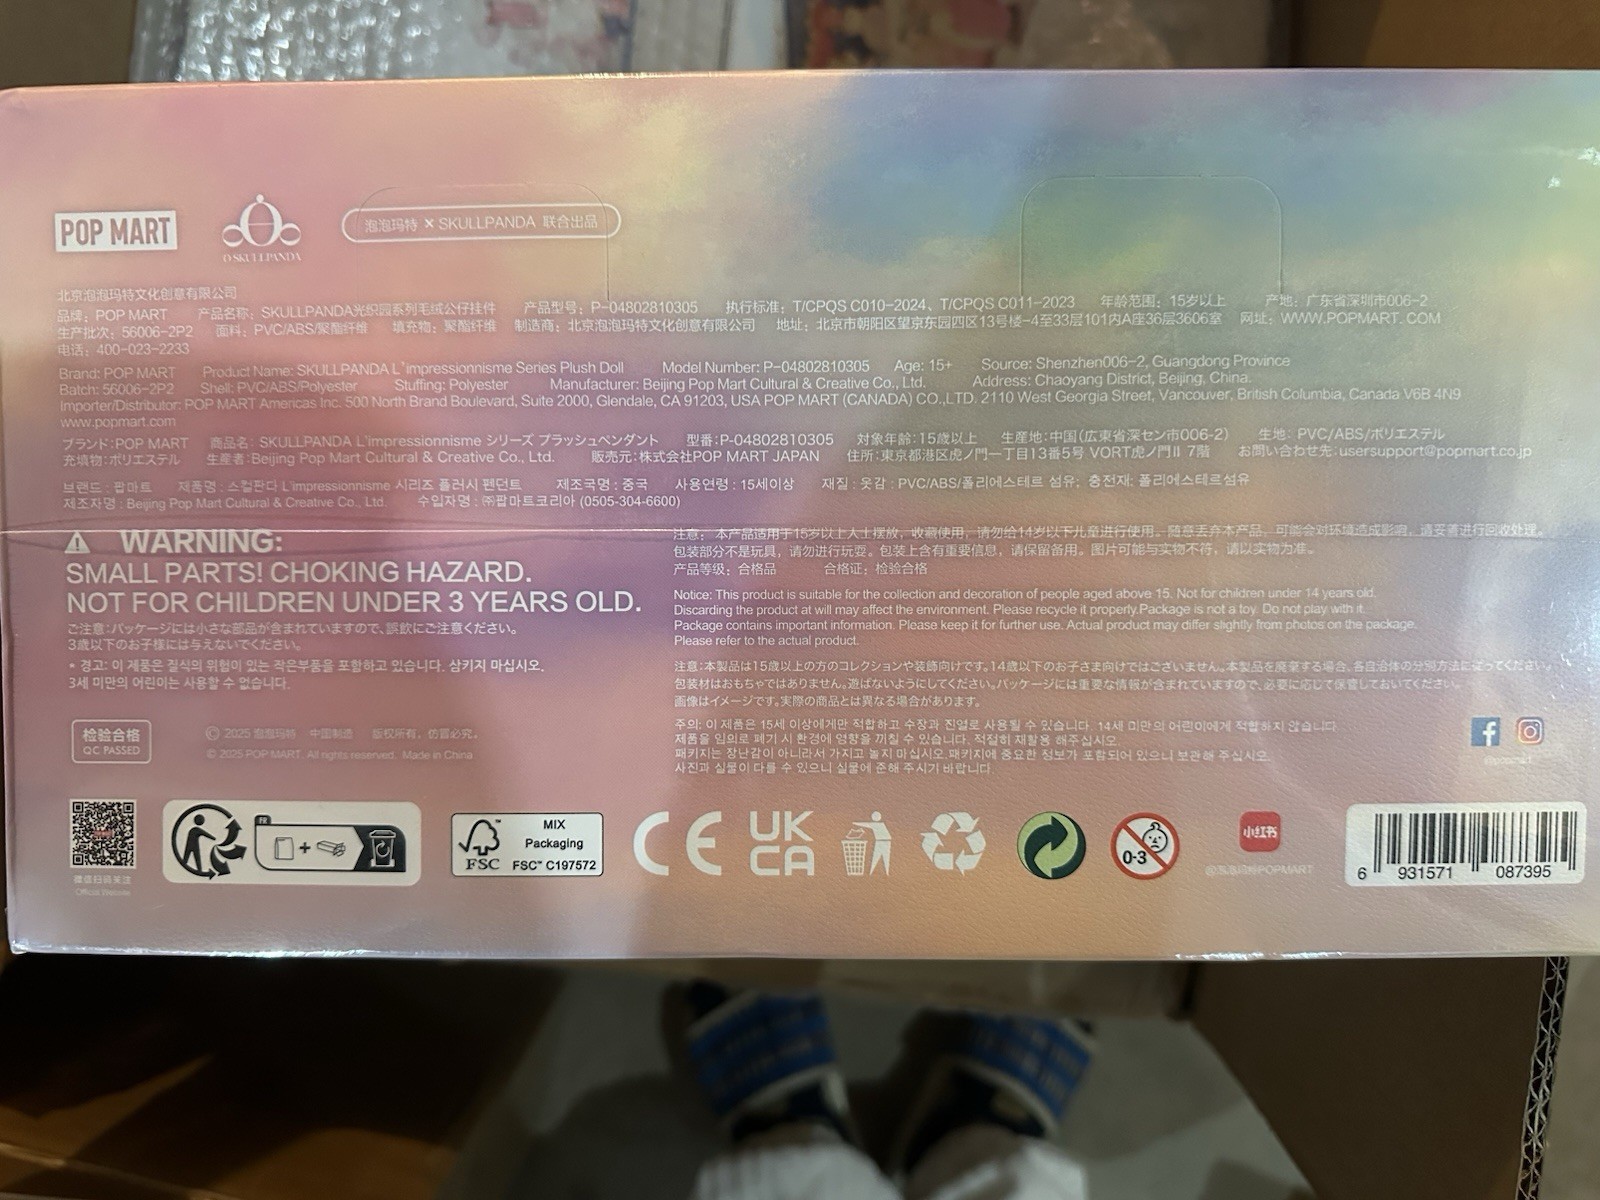 POP MART
SKULLPANDA
泡泡玛特 × SKULLPANDA 联合出品
北京泡泡玛特文化创意有限公司
品牌：POP MART 产品名称：SKULLPANDA光织园系列毛绒公仔挂件 产品型号：P-04802810305 执行标准：T/CPQS C010-2024、T/CPQS C011-2023 年龄范围：15岁以上 产地：广东省深圳市006-2
生产批次：56006-2P2 面料：PVC/ABS/聚酯纤维 填充物：聚酯纤维 制造商：北京泡泡玛特文化创意有限公司 地址：北京市朝阳区望京东园四区13号楼-4至33层101内A座36层3606室 网址：WWW.POPMART.COM
电话：400-023-2233
Brand: POP MART Product Name: SKULLPANDA L'impressionnisme Series Plush Doll Model Number: P-04802810305 Age: 15+ Source: Shenzhen006-2, Guangdong Province
Batch: 56006-2P2 Shell: PVC/ABS/Polyester Stuffing: Polyester Manufacturer: Beijing Pop Mart Cultural & Creative Co., Ltd. Address: Chaoyang District, Beijing, China.
Importer/Distributor: POP MART Americas Inc. 500 North Brand Boulevard, Suite 2000, Glendale, CA 91203, USA POP MART (CANADA) CO.,LTD. 2110 West Georgia Street, Vancouver, British Columbia, Canada V6B 4N9
www.popmart.com
ブランド:POP MART 商品名: SKULLPANDA L'impressionnisme シリーズ プラッシュペンダント 型番:P-04802810305 対象年齢:15歳以上 生産地:中国(広東省深セン市006-2) 生地: PVC/ABS/ポリエステル
充填物:ポリエステル 生産者:Beijing Pop Mart Cultural & Creative Co., Ltd. 販売元:株式会社POP MART JAPAN 住所:東京都港区虎ノ門一丁目13番5号 VORT虎ノ門Ⅱ 7階 お問い合わせ先:usersupport@popmart.co.jp
브랜드 : 팝마트 제품명 : 스컬판다 L'impressionnisme 시리즈 플러시 펜던트 제조국명 : 중국 사용연령 : 15세이상 재질 : 옷감 : PVC/ABS/폴리에스테르 섬유; 충전재: 폴리에스테르섬유
제조자명 : Beijing Pop Mart Cultural & Creative Co., Ltd. 수입자명 : ㈜팝마트코리아 (0505-304-6600)
WARNING:
SMALL PARTS! CHOKING HAZARD.
NOT FOR CHILDREN UNDER 3 YEARS OLD.
ご注意:パッケージには小さな部品が含まれていますので、誤飲にご注意ください。
3歳以下のお子様には与えないでください。
* 경고: 이 제품은 질식의 위험이 있는 작은부품을 포함하고 있습니다. 삼키지 마십시오.
3세 미만의 어린이는 사용할 수 없습니다.
注意：本产品适用于15岁以上人士摆放，收藏使用，请勿给14岁以下儿童进行使用。随意丢弃本产品，可能会对环境造成影响，请妥善进行回收处理。
包装部分不是玩具，请勿进行玩耍。包装上含有重要信息，请保留备用。图片可能与实物不符，请以实物为准。
产品等级：合格品 合格证：检验合格
Notice: This product is suitable for the collection and decoration of people aged above 15. Not for children under 14 years old.
Discarding the product at will may affect the environment. Please recycle it properly.Package is not a toy. Do not play with it.
Package contains important information. Please keep it for further use. Actual product may differ slightly from photos on the package.
Please refer to the actual product.
注意:本製品は15歳以上の方のコレクションや装飾向けです。14歳以下のお子さま向けではございません。本製品を廃棄する場合、各自治体の分別方法に従ってください。
包装材はおもちゃではありません。遊ばないようにしてください。パッケージには重要な情報が含まれていますので、必要に応じて保管しておいてください。
画像はイメージです。実際の商品とは異なる場合があります。
주의: 이 제품은 15세 이상에게만 적합하고 수장과 진열로 사용될 수 있습니다. 14세 미만의 어린이에게 적합하지 않습니다.
제품을 임의로 폐기 시 환경에 영향을 끼칠 수 있습니다. 적절히 재활용 해주십시오.
패키지는 장난감이 아니라서 가지고 놀지 마십시오.패키지에 중요한 정보가 포함되어 있으니 보관해 주십시오.
사진과 실물이 다를 수 있으니 실물에 준해 주시기 바랍니다.
检验合格
QC PASSED
© 2025 泡泡玛特 中国制造 版权所有，仿冒必究。
© 2025 POP MART. All rights reserved. Made in China
@popmart
微信扫码关注
Official Website
FR
FSC
MIX
Packaging
FSC™ C197572
CE
UK
CA
0-3
小红书
@泡泡玛特POPMART
6 931571 087395